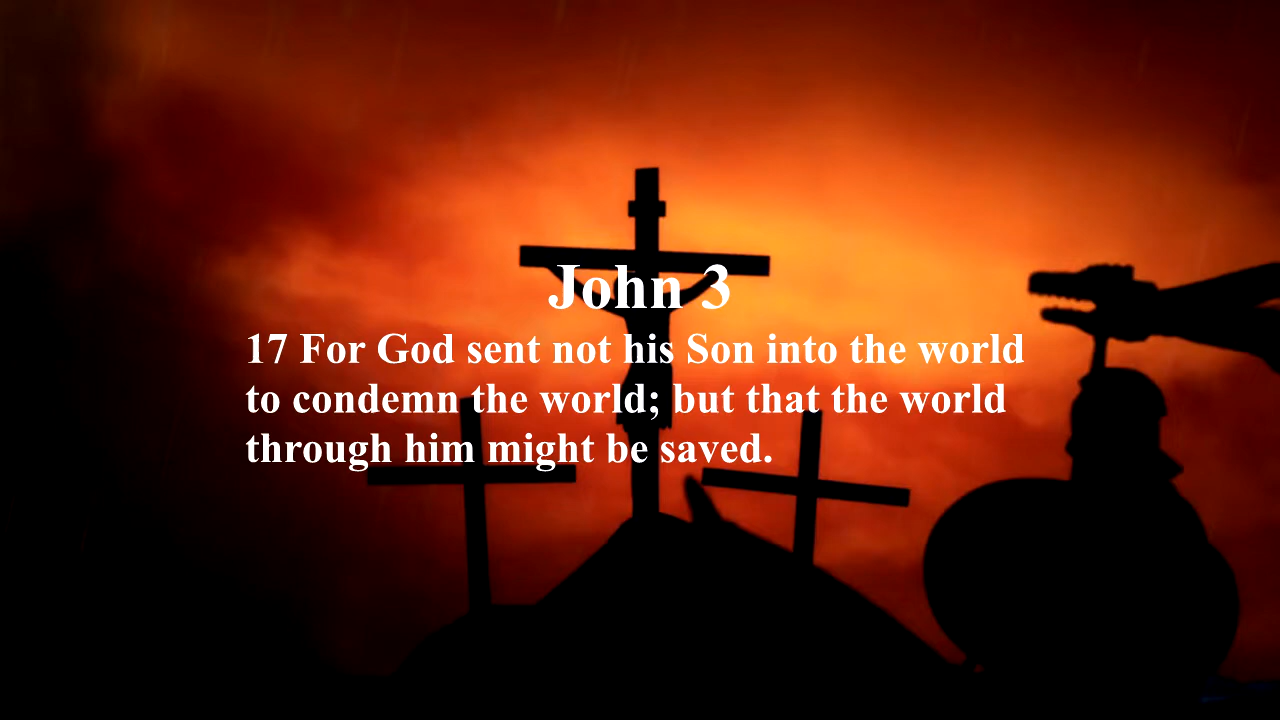 John 3
17 For God sent not his Son into the world
to condemn the world; but that the world
through him might be saved.